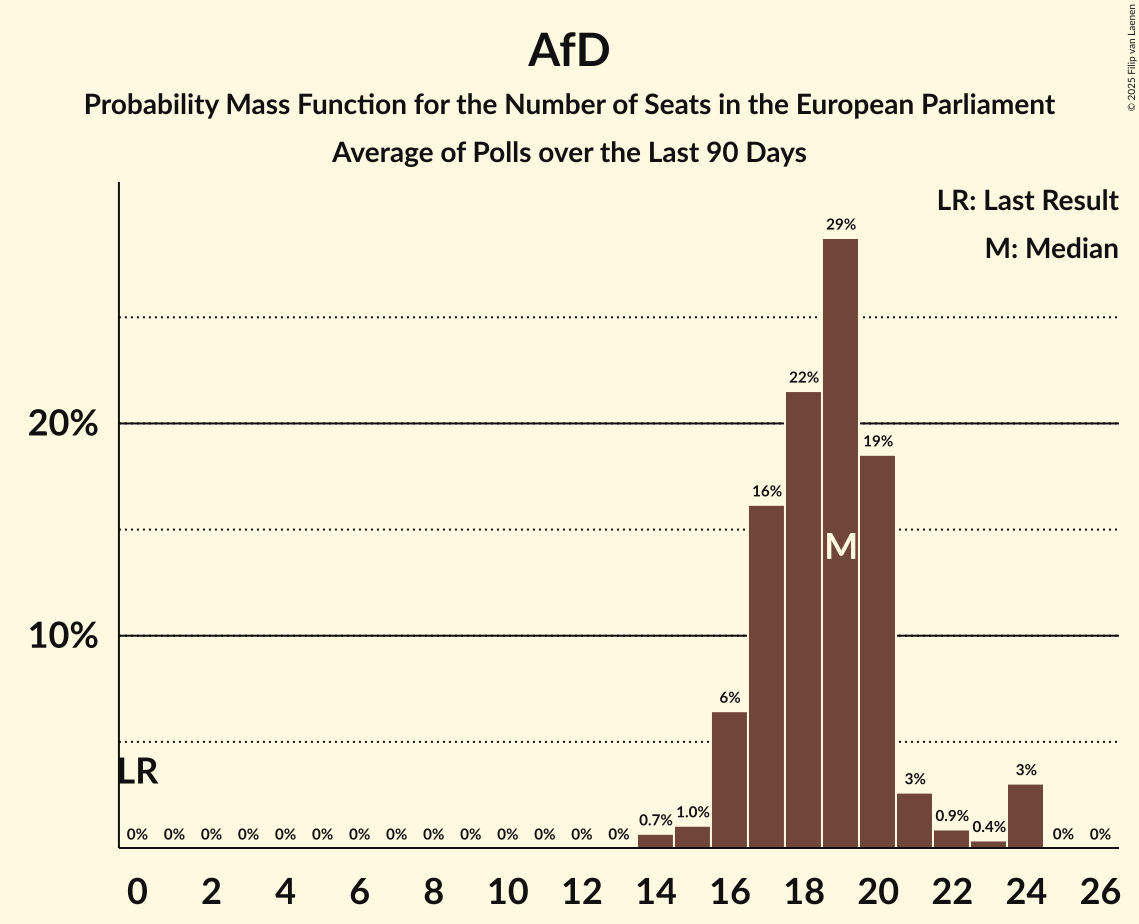 AfD
Probability Mass Function for the Number of Seats in the European Parliament
Average of Polls over the Last 90 Days
© 2025 Filip van Laenen
LR: Last Result
M: Median
20%
10%
LR
M
0% 0% 0% 0% 0% 0% 0% 0% 0% 0% 0% 0% 0% 0% 0.7% 1.0% 6% 16% 22% 29% 19% 3% 0.9% 0.4% 3% 0% 0%
0 2 4 6 8 10 12 14 16 18 20 22 24 26